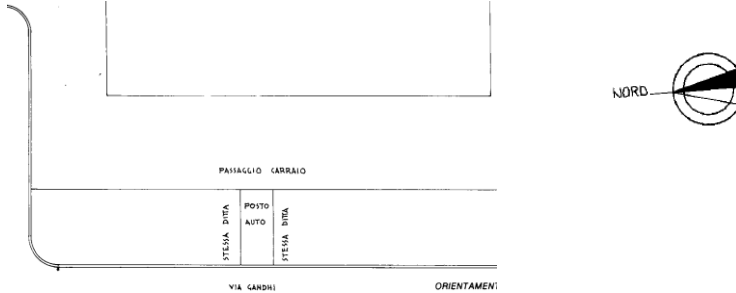 NORD
PASSAGGIO CARRAIO
STESSA DITTA
POSTO
AUTO
STESSA DITTA
VIA GANDHI
ORIENTAMENT